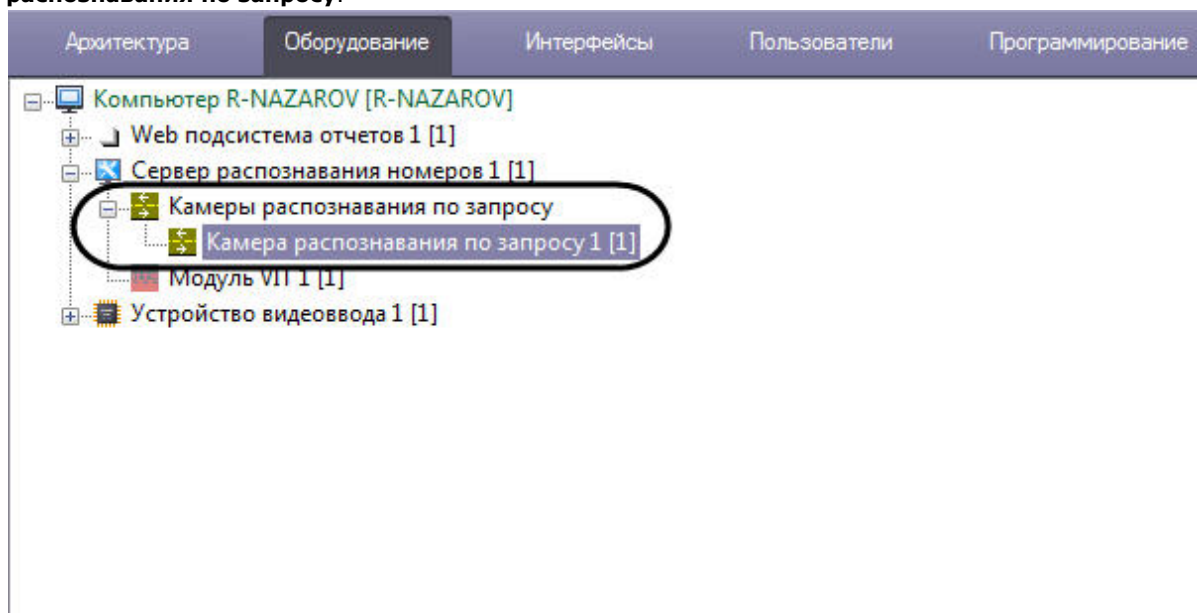 распознавания по запросу.
Архитектура Оборудование Интерфейсы Пользователи Программирование
Компьютер R-NAZAROV [R-NAZAROV]
Web подсистема отчетов 1 [1]
Сервер распознавания номеров 1 [1]
Камеры распознавания по запросу
Камера распознавания по запросу 1 [1]
Модуль VIT 1 [1]
Устройство видеоввода 1 [1]